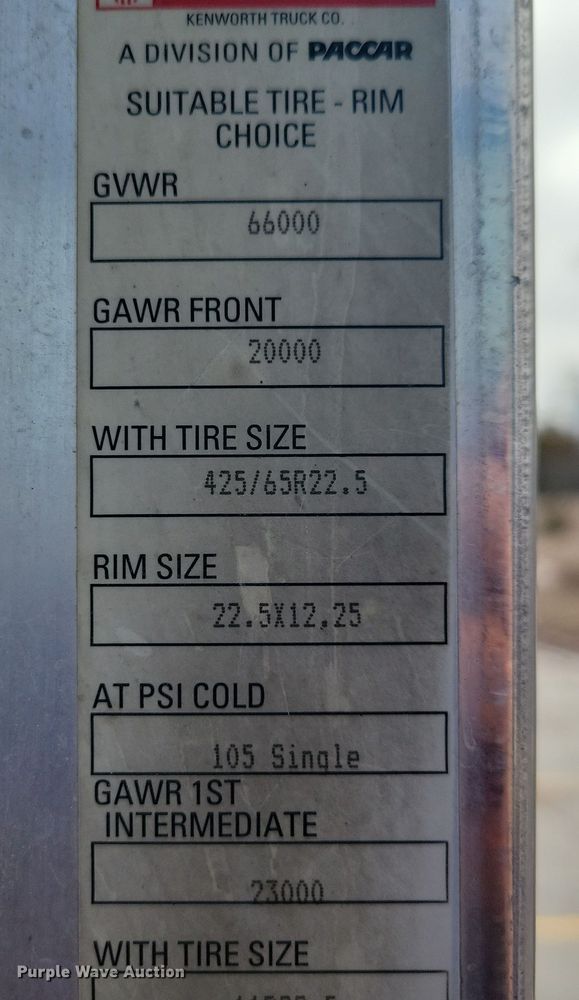 KENWORTH TRUCK CO.
A DIVISION OF PACCAR
SUITABLE TIRE - RIM
CHOICE
GVWR
66000
GAWR FRONT
20000
WITH TIRE SIZE
425/65R22.5
RIM SIZE
22.5X12.25
AT PSI COLD
105 Single
GAWR 1ST
INTERMEDIATE
23000
WITH TIRE SIZE
Purple Wave Auction